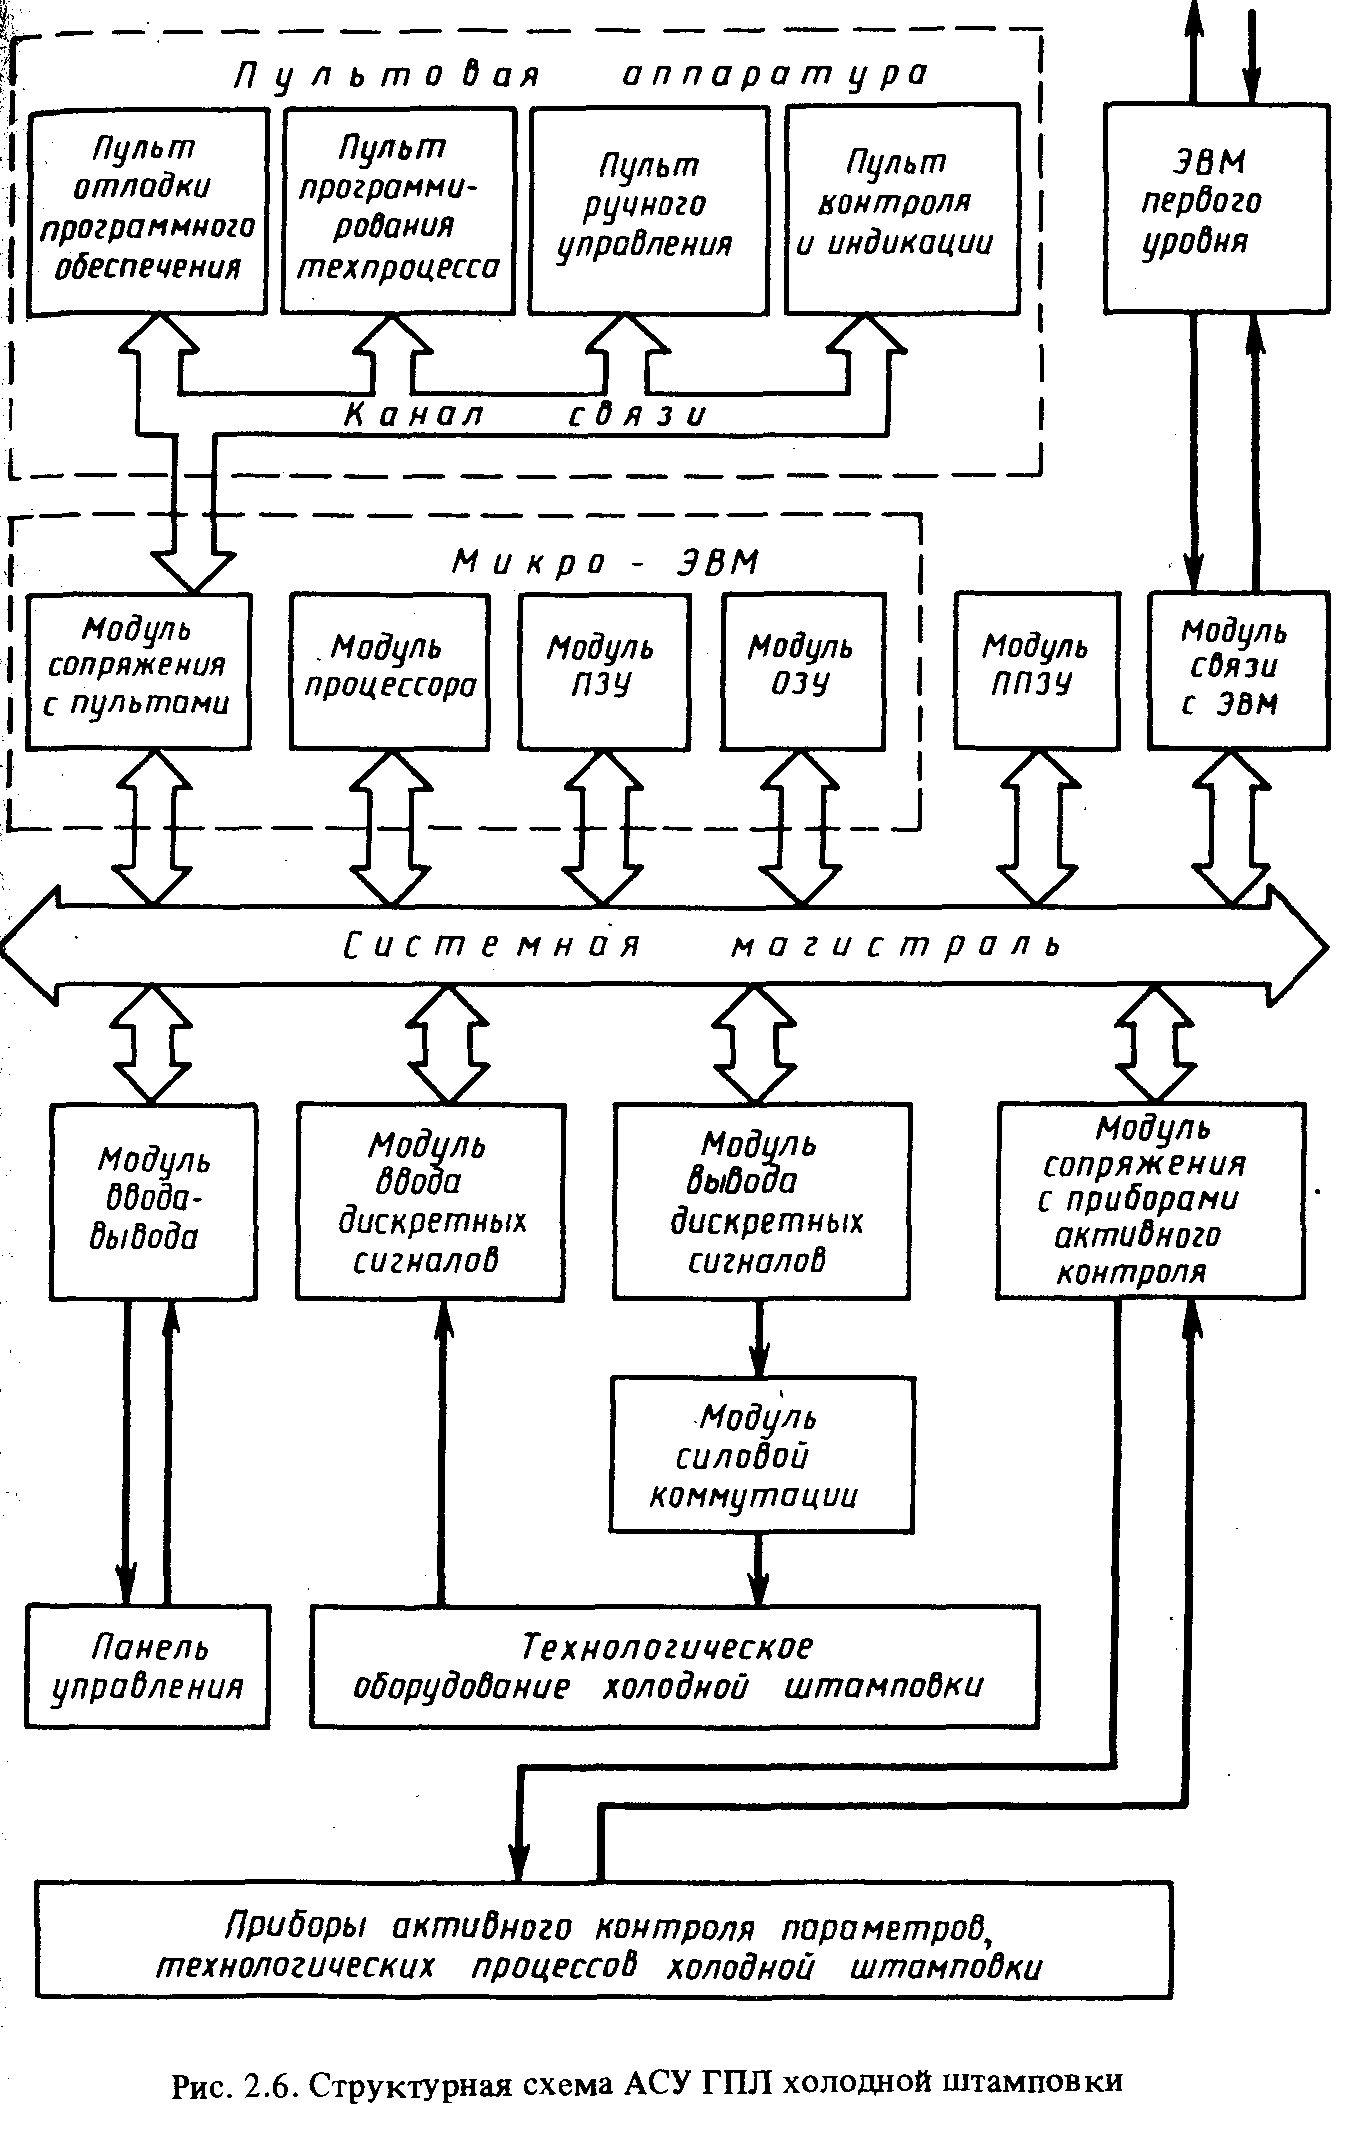 Пультовая аппаратура
Пульт
отладки
программного
обеспечения
Пульт
программи-
рования
техпроцесса
Пульт
ручного
управления
Пульт
контроля
и индикации
ЭВМ
первого
уровня
Канал связи
Микро - ЭВМ
Модуль
сопряжения
с пультами
Модуль
процессора
Модуль
ПЗУ
Модуль
ОЗУ
Модуль
ППЗУ
Модуль
связи
с ЭВМ
Системная магистраль
Модуль
ввода-
вывода
Модуль
ввода
дискретных
сигналов
Модуль
вывода
дискретных
сигналов
Модуль
сопряжения
с приборами
активного
контроля
Модуль
силовой
коммутации
Панель
управления
Технологическое
оборудование холодной штамповки
Приборы активного контроля параметров,
технологических процессов холодной штамповки
Рис. 2.6. Структурная схема АСУ ГПЛ холодной штамповки